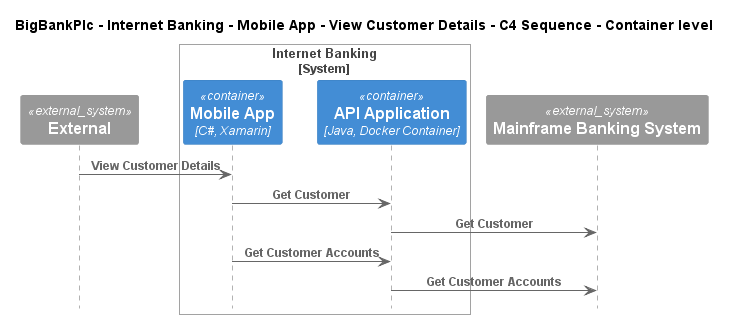 BigBankPlc - Internet Banking - Mobile App - View Customer Details - C4 Sequence - Container level
Internet Banking
[System]
«external_system»
External
«container»
Mobile App
[C#, Xamarin]
«container»
API Application
[Java, Docker Container]
«external_system»
Mainframe Banking System
View Customer Details
Get Customer
Get Customer
Get Customer Accounts
Get Customer Accounts